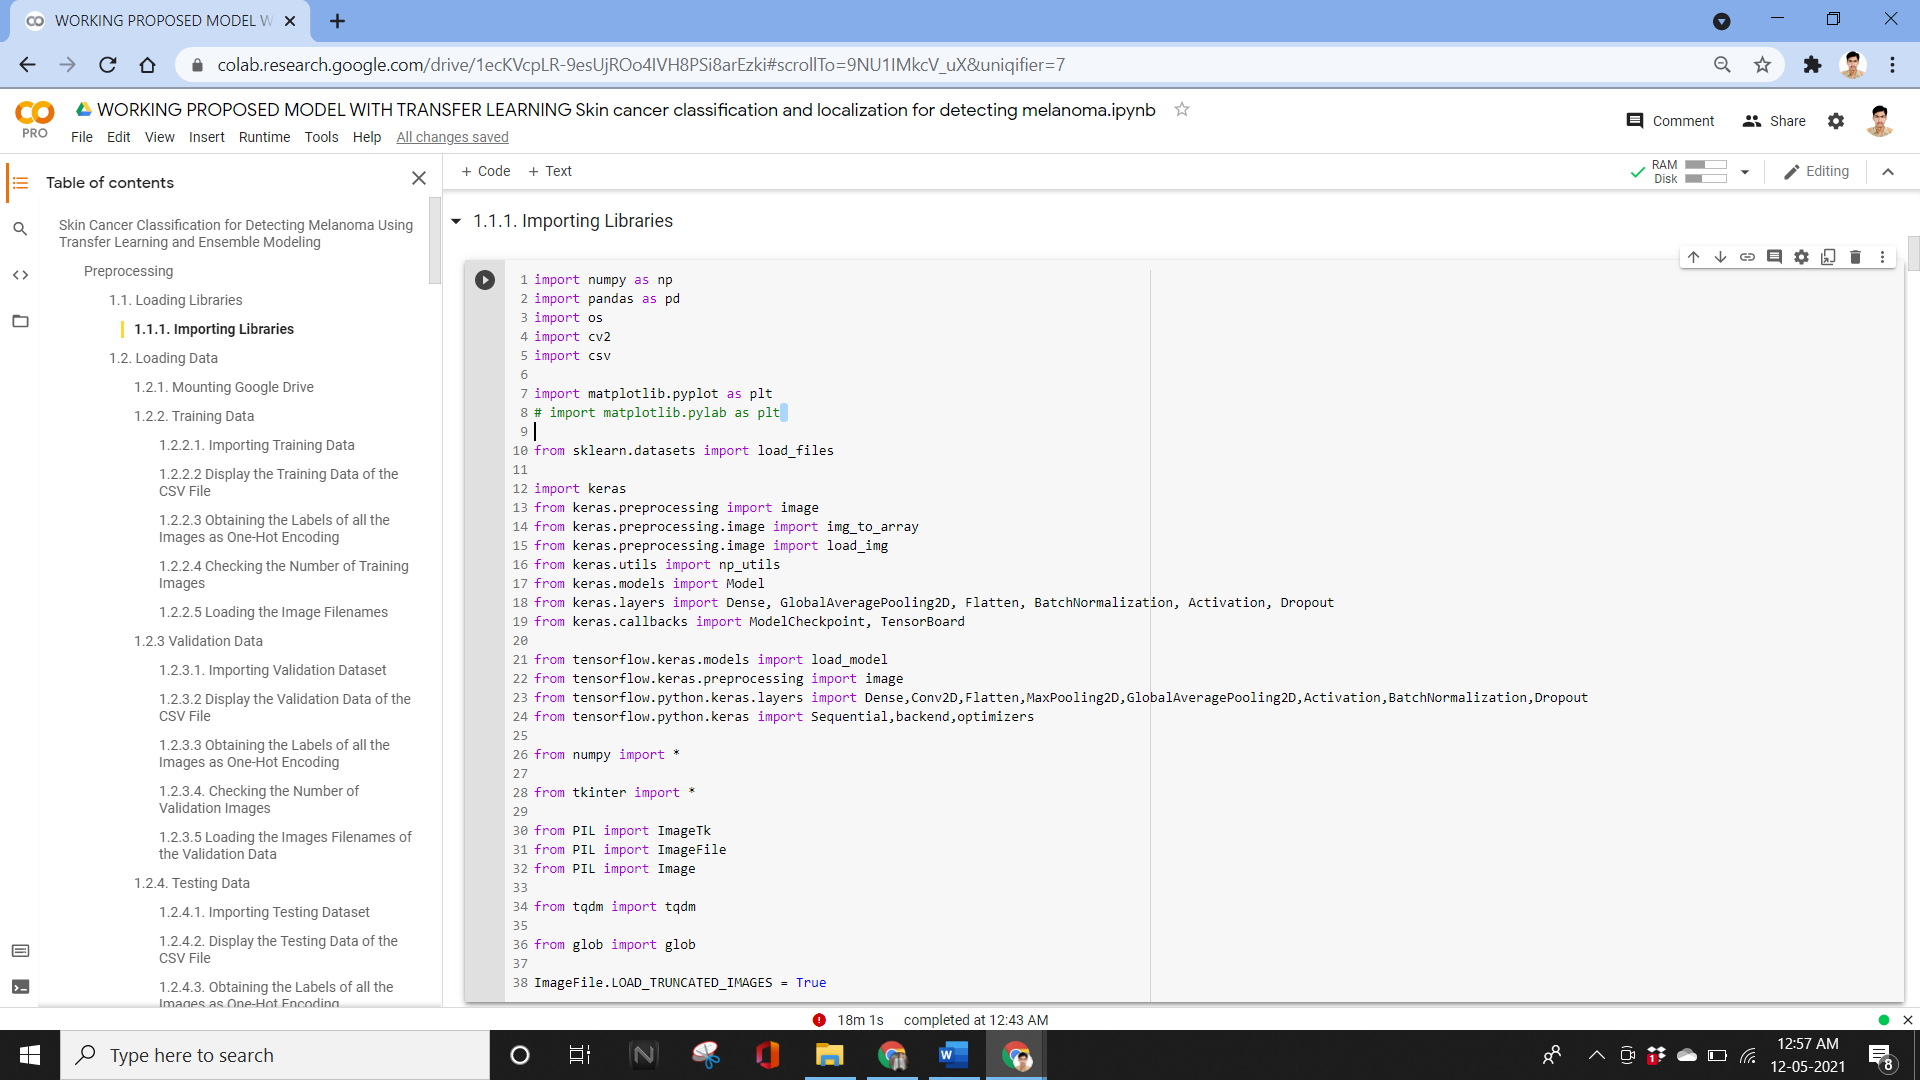 WORKING PROPOSED MODEL W
colab.research.google.com/drive/1ecKVcpLR-9esUjROo4IVH8PSi8arEzki#scrollTo=9NU1IMkcV_uX&uniqifier=7
PRO
WORKING PROPOSED MODEL WITH TRANSFER LEARNING Skin cancer classification and localization for detecting melanoma.ipynb
File Edit View Insert Runtime Tools Help All changes saved
Comment Share
Table of contents
Skin Cancer Classification for Detecting Melanoma Using
Transfer Learning and Ensemble Modeling
Preprocessing
1.1. Loading Libraries
1.1.1. Importing Libraries
1.2. Loading Data
1.2.1. Mounting Google Drive
1.2.2. Training Data
1.2.2.1. Importing Training Data
1.2.2.2 Display the Training Data of the
CSV File
1.2.2.3 Obtaining the Labels of all the
Images as One-Hot Encoding
1.2.2.4 Checking the Number of Training
Images
1.2.2.5 Loading the Image Filenames
1.2.3 Validation Data
1.2.3.1. Importing Validation Dataset
1.2.3.2 Display the Validation Data of the
CSV File
1.2.3.3 Obtaining the Labels of all the
Images as One-Hot Encoding
1.2.3.4. Checking the Number of
Validation Images
1.2.3.5 Loading the Images Filenames of
the Validation Data
1.2.4. Testing Data
1.2.4.1. Importing Testing Dataset
1.2.4.2. Display the Testing Data of the
CSV File
1.2.4.3. Obtaining the Labels of all the
Images as One-Hot Encoding
+ Code + Text
RAM
Disk
Editing
1.1.1. Importing Libraries
1 import numpy as np
2 import pandas as pd
3 import os
4 import cv2
5 import csv
6
7 import matplotlib.pyplot as plt
8 # import matplotlib.pylab as plt
9
10 from sklearn.datasets import load_files
11
12 import keras
13 from keras.preprocessing import image
14 from keras.preprocessing.image import img_to_array
15 from keras.preprocessing.image import load_img
16 from keras.utils import np_utils
17 from keras.models import Model
18 from keras.layers import Dense, GlobalAveragePooling2D, Flatten, BatchNormalization, Activation, Dropout
19 from keras.callbacks import ModelCheckpoint, TensorBoard
20
21 from tensorflow.keras.models import load_model
22 from tensorflow.keras.preprocessing import image
23 from tensorflow.python.keras.layers import Dense,Conv2D,Flatten,MaxPooling2D,GlobalAveragePooling2D,Activation,BatchNormalization,Dropout
24 from tensorflow.python.keras import Sequential,backend,optimizers
25
26 from numpy import *
27
28 from tkinter import *
29
30 from PIL import ImageTk
31 from PIL import ImageFile
32 from PIL import Image
33
34 from tqdm import tqdm
35
36 from glob import glob
37
38 ImageFile.LOAD_TRUNCATED_IMAGES = True
18m 1s completed at 12:43 AM
Type here to search
12:57 AM
12-05-2021
8